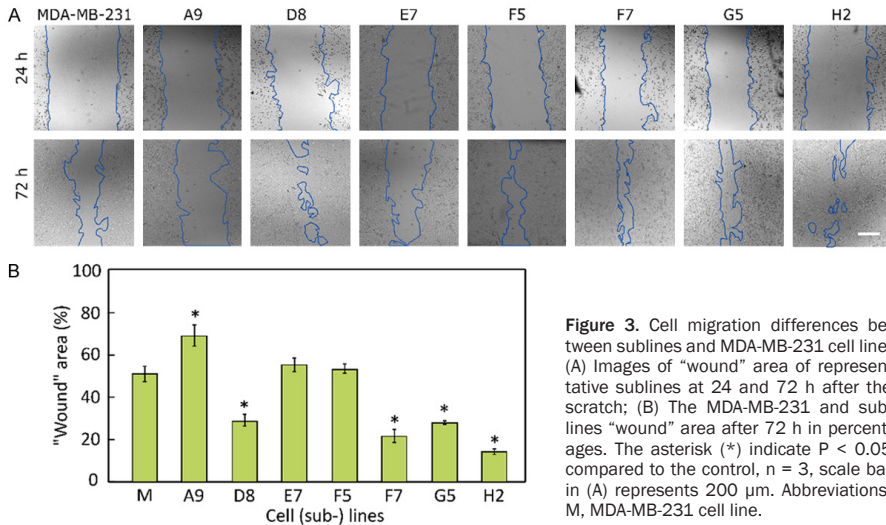 A
MDA-MB-231 A9 D8 E7 F5 F7 G5 H2
24 h
72 h
B
"Wound" area (%)
100
80
60
40
20
0
* * * * *
M A9 D8 E7 F5 F7 G5 H2
Cell (sub-) lines
Figure 3. Cell migration differences be
tween sublines and MDA-MB-231 cell line
(A) Images of “wound” area of represen
tative sublines at 24 and 72 h after the
scratch; (B) The MDA-MB-231 and sub
lines “wound” area after 72 h in percent
ages. The asterisk (*) indicate P < 0.05
compared to the control, n = 3, scale ba
in (A) represents 200 µm. Abbreviations
M, MDA-MB-231 cell line.